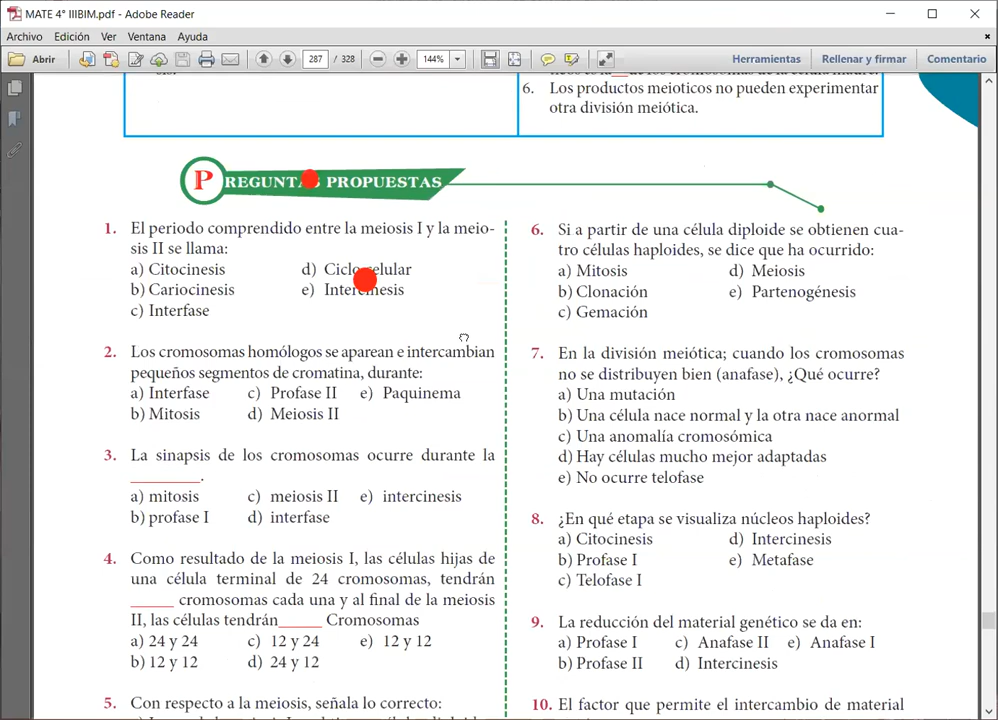 MATE 4° IIIBIM.pdf - Adobe Reader
Archivo Edición Ver Ventana Ayuda
Abrir 287 / 328 144% Herramientas Rellenar y firmar Comentario
6. Los productos meioticos no pueden experimentar
otra división meiótica.
PREGUNTAS PROPUESTAS
1. El periodo comprendido entre la meiosis I y la meio-
sis II se llama:
a) Citocinesis d) Ciclo celular
b) Cariocinesis e) Intercinesis
c) Interfase
2. Los cromosomas homólogos se aparean e intercambian
pequeños segmentos de cromatina, durante:
a) Interfase c) Profase II e) Paquinema
b) Mitosis d) Meiosis II
3. La sinapsis de los cromosomas ocurre durante la
________.
a) mitosis c) meiosis II e) intercinesis
b) profase I d) interfase
4. Como resultado de la meiosis I, las células hijas de
una célula terminal de 24 cromosomas, tendrán
_____ cromosomas cada una y al final de la meiosis
II, las células tendrán_____ Cromosomas
a) 24 y 24 c) 12 y 24 e) 12 y 12
b) 12 y 12 d) 24 y 12
5. Con respecto a la meiosis, señala lo correcto:
6. Si a partir de una célula diploide se obtienen cua-
tro células haploides, se dice que ha ocurrido:
a) Mitosis d) Meiosis
b) Clonación e) Partenogénesis
c) Gemación
7. En la división meiótica; cuando los cromosomas
no se distribuyen bien (anafase), ¿Qué ocurre?
a) Una mutación
b) Una célula nace normal y la otra nace anormal
c) Una anomalía cromosómica
d) Hay células mucho mejor adaptadas
e) No ocurre telofase
8. ¿En qué etapa se visualiza núcleos haploides?
a) Citocinesis d) Intercinesis
b) Profase I e) Metafase
c) Telofase I
9. La reducción del material genético se da en:
a) Profase I c) Anafase II e) Anafase I
b) Profase II d) Intercinesis
10. El factor que permite el intercambio de material